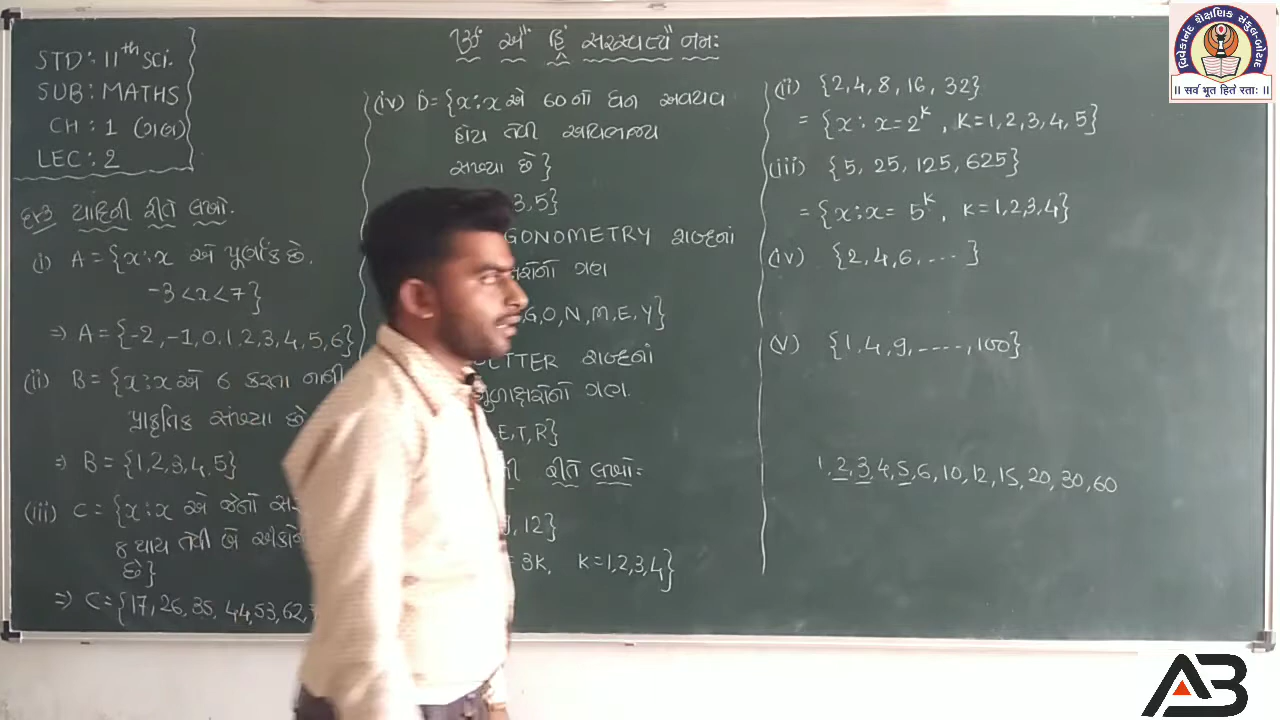 ૐ ઐં હ્રિં સરસ્વત્યૈ નમઃ
STD: 11th Sci.
SUB: MATHS
CH: 1 (ગણ)
LEC: 2
યાદીની રીતે લખો.
(i) A = {x : x એ પૂર્ણાંક છે.
-3 < x < 7}
⇒ A = {-2, -1, 0, 1, 2, 3, 4, 5, 6}
(ii) B = {x : x એ 6 કરતા નાની
પ્રાકૃતિક સંખ્યા છે
⇒ B = {1, 2, 3, 4, 5}
(iii) C = {x : x એ જેનો
8 થાય તેવી બે અંકોની
છે}
⇒ C = {17, 26, 35, 44, 53, 62,
(iv) D = {x : x એ 60 નો ધન અવયવ
હોય તેવી અવિભાજ્ય
સંખ્યા છે}
3, 5}
GONOMETRY શબ્દનાં
ગણ
G, O, N, M, E, Y}
ETTER શબ્દનાં
મૂળાક્ષરોનો ગણ.
E, T, R}
રીતે લખો:
, 12}
= 3K, K = 1, 2, 3, 4}
(ii) {2, 4, 8, 16, 32}
= {x : x = 2^k, K = 1, 2, 3, 4, 5}
(iii) {5, 25, 125, 625}
= {x : x = 5^k, K = 1, 2, 3, 4}
(iv) {2, 4, 6, .... }
(v) {1, 4, 9, ....., 100}
1, 2, 3, 4, 5, 6, 10, 12, 15, 20, 30, 60
વિવેકાનંદ શૈક્ષણિક સંકુલ-બોટાદ
॥ સર્વ ભૂત હિતે રતાઃ ॥
AB